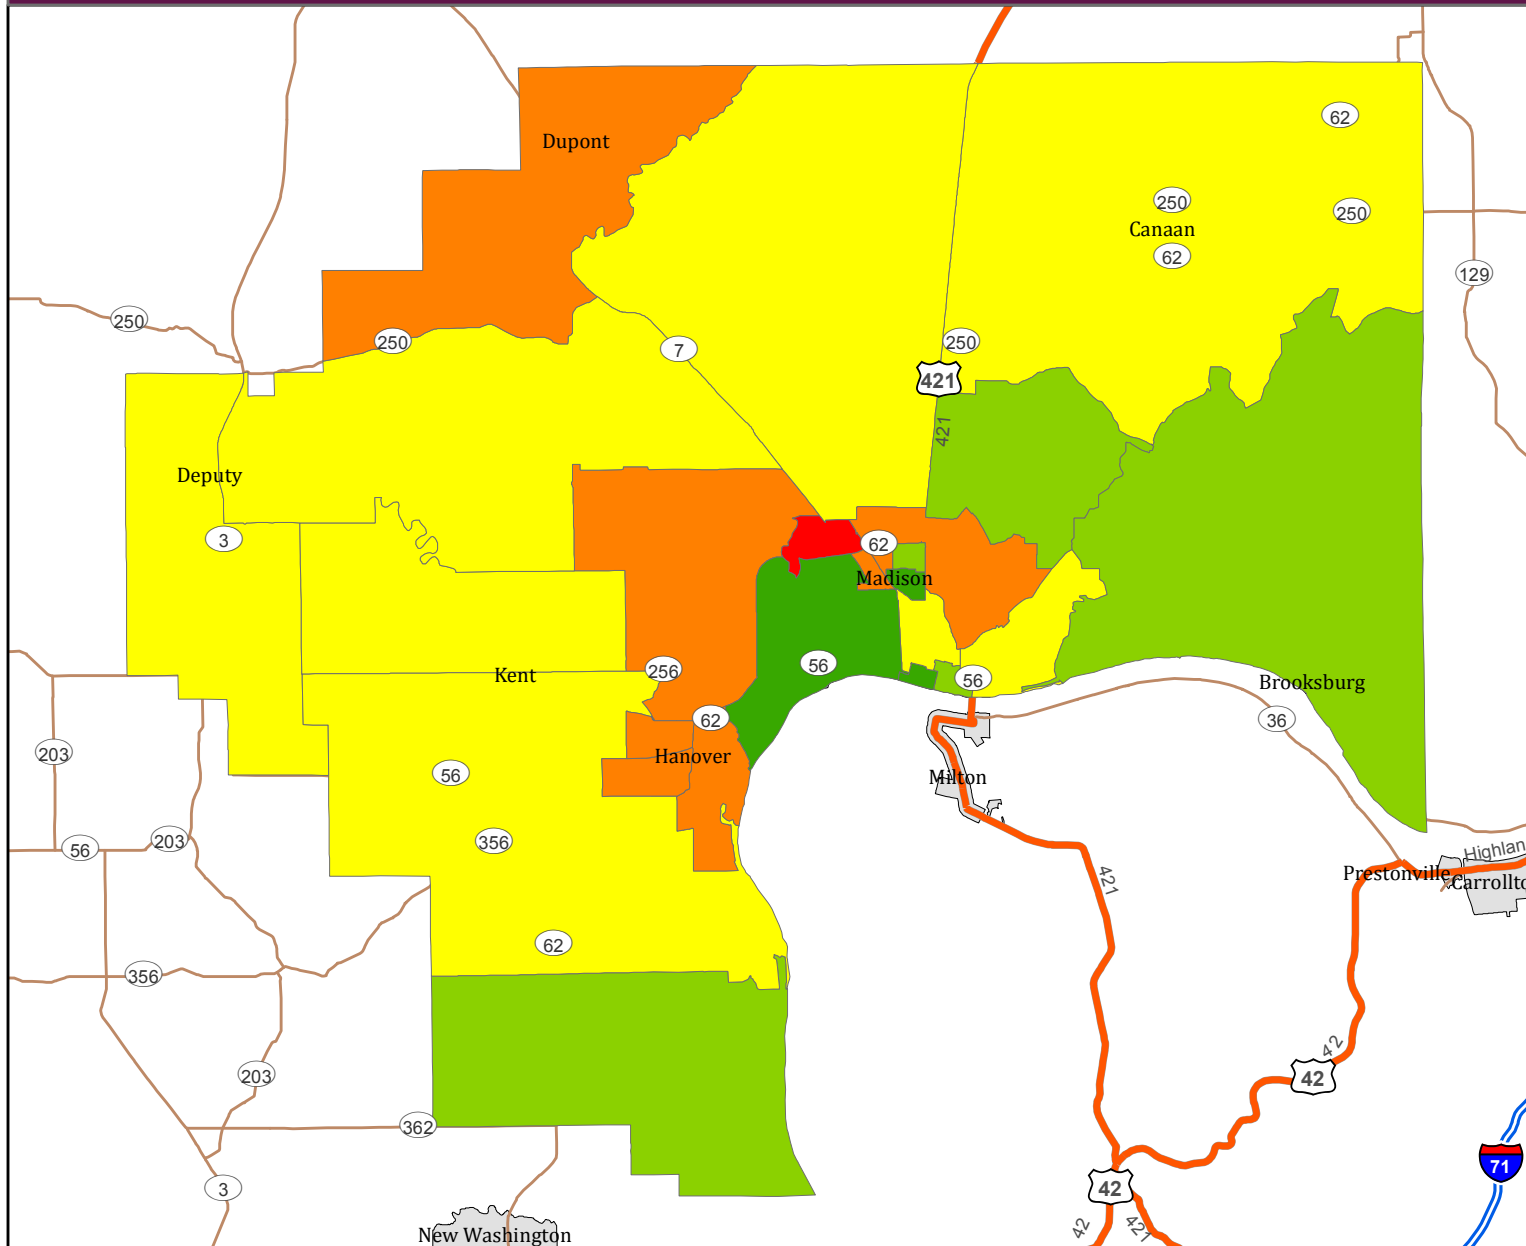 62
Dupont
250
250
Canaan
62
129
250
250
250
7
421
421
Deputy
3
62
Madison
56
256
Kent
56
Brooksburg
62
36
203
Hanover
56
Milton
203
356
56
Highlan
Prestonville
Carrollto
421
62
356
42
203
42
362
71
3
42
42
421
New Washington